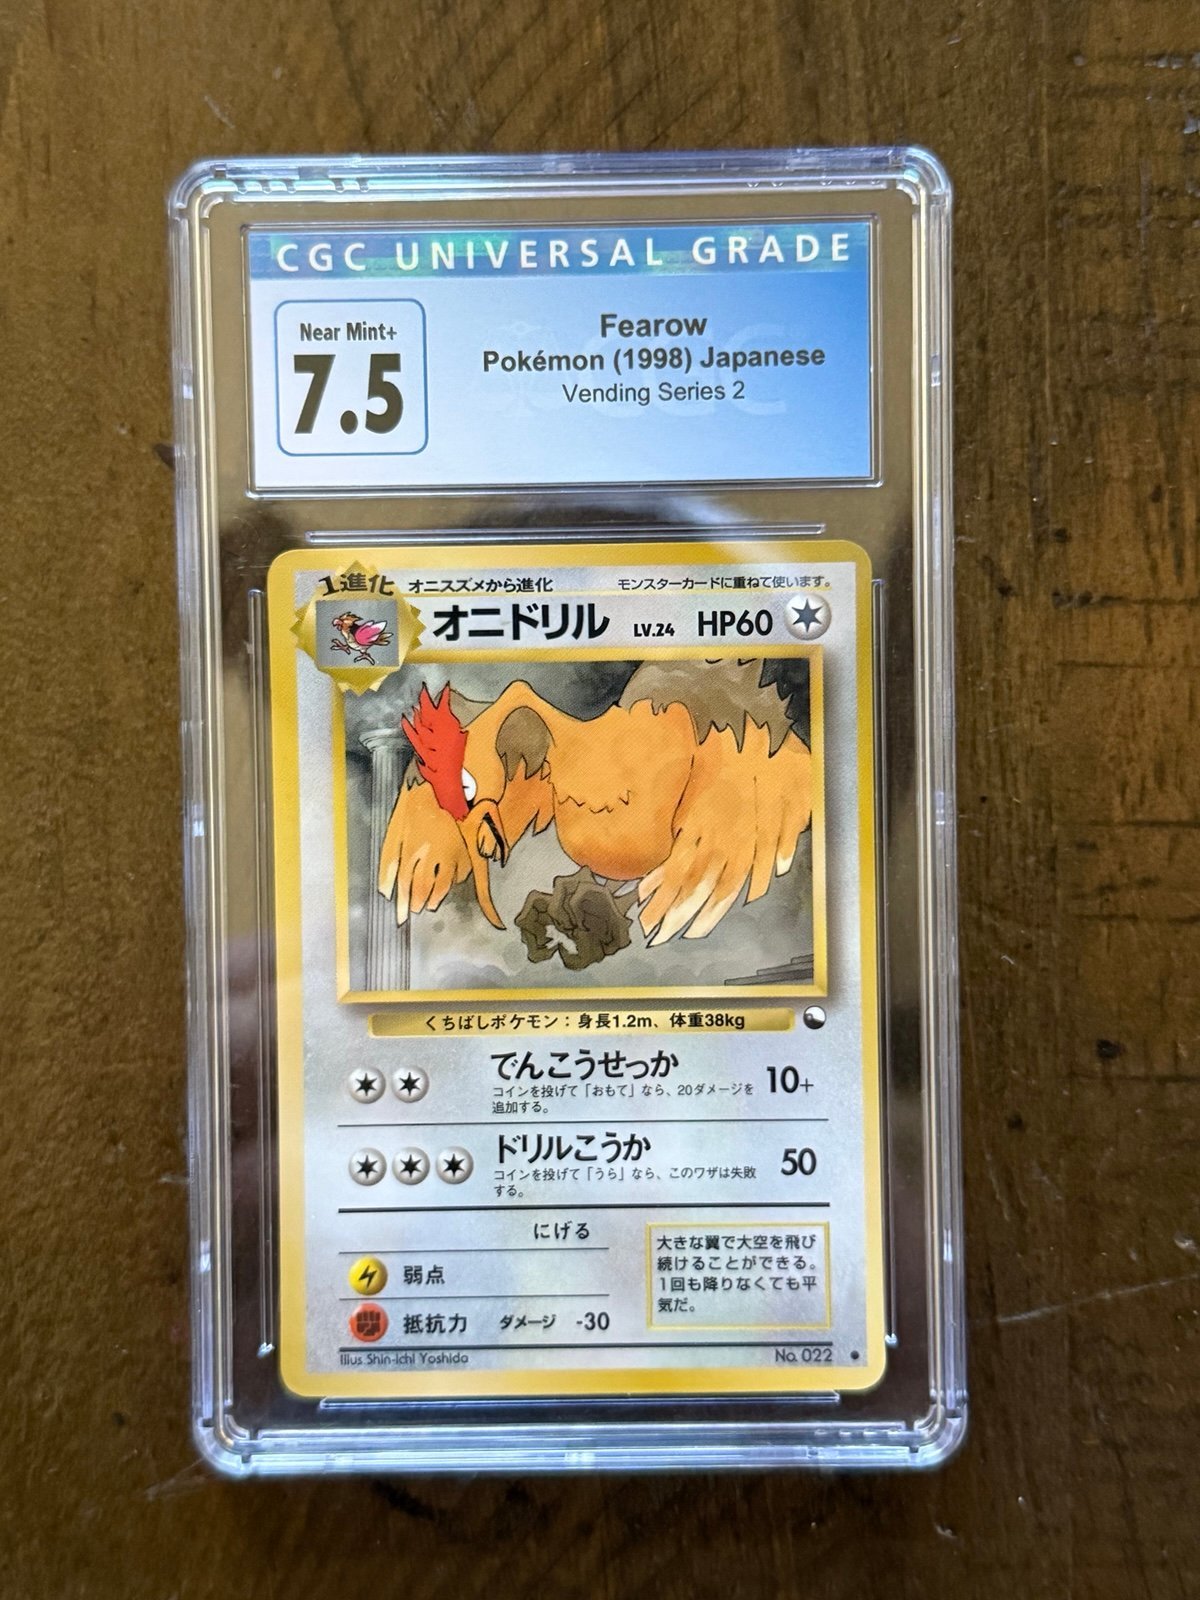 CGC UNIVERSAL GRADE
Near Mint+
7.5
Fearow
Pokémon (1998) Japanese
Vending Series 2
1進化
オニスズメから進化
モンスターカードに重ねて使います。
オニドリル LV.24 HP60
くちばしポケモン：身長1.2m、体重38kg
でんこうせっか 10+
コインを投げて「おもて」なら、20ダメージを
追加する。
ドリルこうか 50
コインを投げて「うら」なら、このワザは失敗
する。
にげる
弱点
抵抗力 ダメージ -30
大きな翼で大空を飛び
続けることができる。
1回も降りなくても平
気だ。
Illus Shin-ichi Yoshida
No. 022